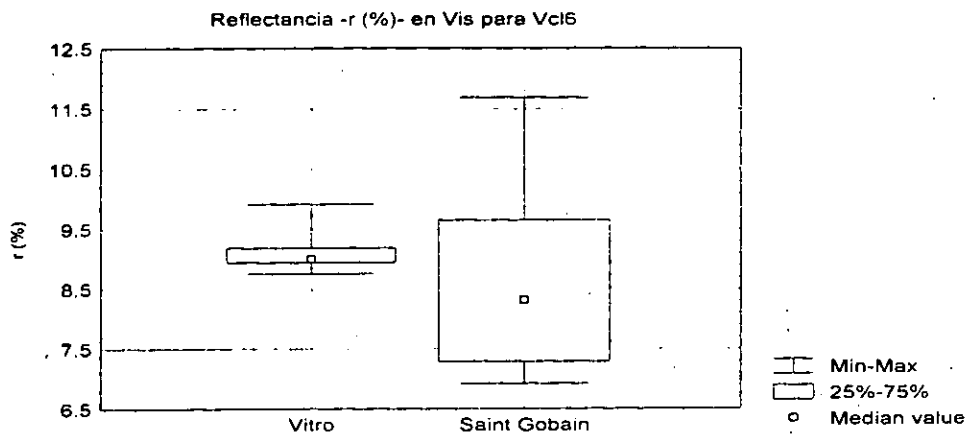 Reflectancia -r (%)- en Vis para Vcl6
12.5
11.5
10.5
9.5
8.5
7.5
6.5
r (%)
Vitro
Saint Gobain
Min-Max
25%-75%
Median value